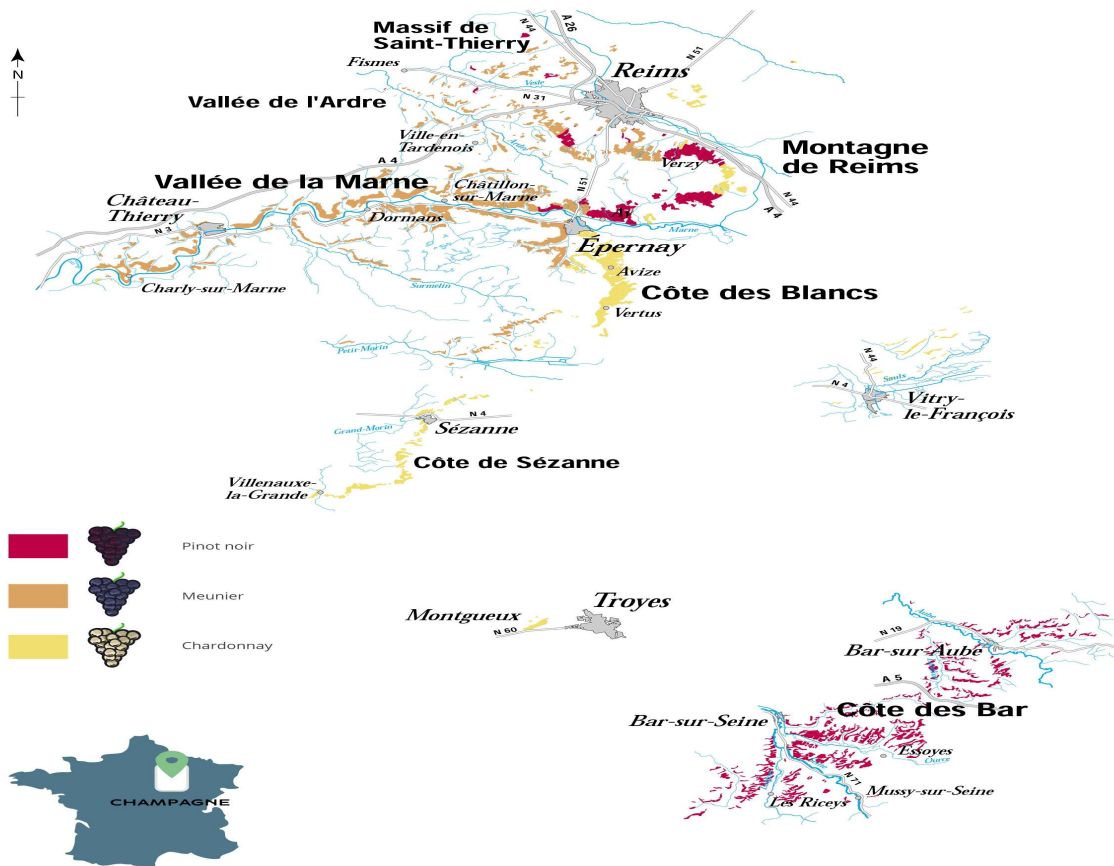 Massif de
Saint-Thierry
N 44
A 26
N 51
Fismes
Vesle
Reims
N 31
Vallée de l'Ardre
Ville-en-
Tardenois
Ardre
A 4
Vallée de la Marne
Châtillon-
sur-Marne
N 51
Verzy
Montagne
de Reims
N 44
A 4
Château-
Thierry
N 3
Dormans
Aÿ
Marne
Épernay
Charly-sur-Marne
Surmelin
Avize
Côte des Blancs
Vertus
Petit-Morin
N 44
Saulx
N 4
Vitry-
le-François
N 4
Grand-Morin
Sézanne
Côte de Sézanne
Villenauxe-
la-Grande
N
Pinot noir
Meunier
Chardonnay
Montgueux
N 60
Troyes
Aube
N 19
Bar-sur-Aube
A 5
Côte des Bar
Bar-sur-Seine
Essoyes
Ource
N 71
Les Riceys
Mussy-sur-Seine
CHAMPAGNE